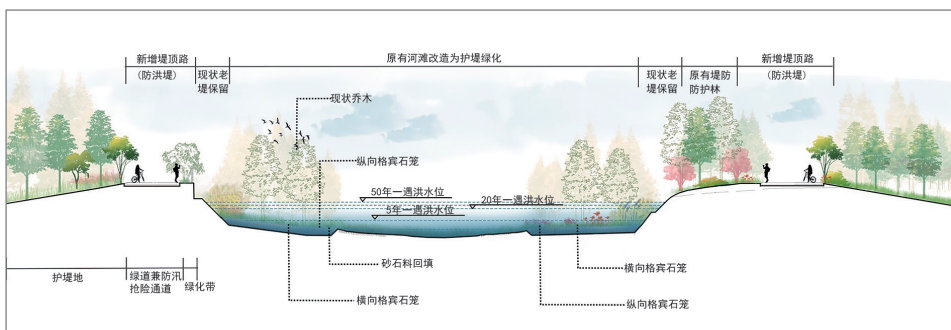 新增堤顶路
(防洪堤)
现状老
堤保留
原有河滩改造为护堤绿化
现状老
堤保留
原有堤防
防护林
新增堤顶路
(防洪堤)
现状乔木
纵向格宾石笼
50年一遇洪水位
20年一遇洪水位
5年一遇洪水位
护堤地
绿道兼防汛
抢险通道
绿化带
砂石料回填
横向格宾石笼
横向格宾石笼
纵向格宾石笼